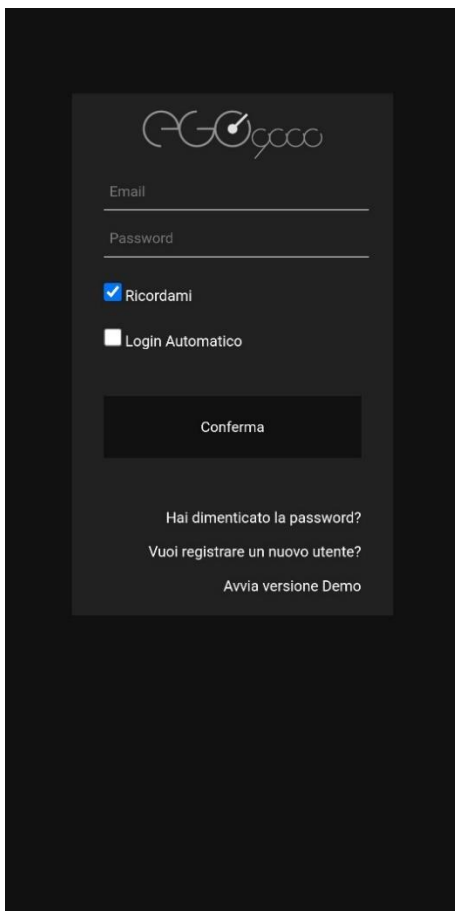 EGO9000
Email
Password
Ricordami
Login Automatico
Conferma
Hai dimenticato la password?
Vuoi registrare un nuovo utente?
Avvia versione Demo